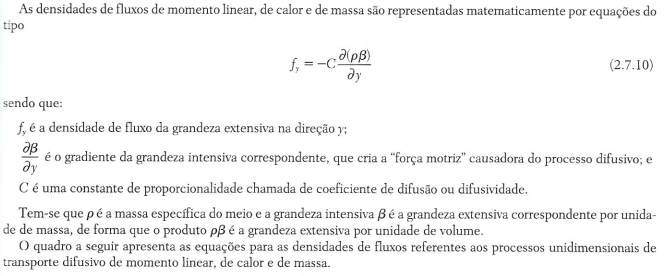 As densidades de fluxos de momento linear, de calor e de massa são representadas matematicamente por equações do
tipo
f_y = −C ∂(ρβ)/∂y (2.7.10)
sendo que:
f_y é a densidade de fluxo da grandeza extensiva na direção y;
∂β/∂y é o gradiente da grandeza intensiva correspondente, que cria a “força motriz” causadora do processo difusivo; e
C é uma constante de proporcionalidade chamada de coeficiente de difusão ou difusividade.
Tem-se que ρ é a massa específica do meio e a grandeza intensiva β é a grandeza extensiva correspondente por unida-
de de massa, de forma que o produto ρβ é a grandeza extensiva por unidade de volume.
O quadro a seguir apresenta as equações para as densidades de fluxos referentes aos processos unidimensionais de
transporte difusivo de momento linear, de calor e de massa.